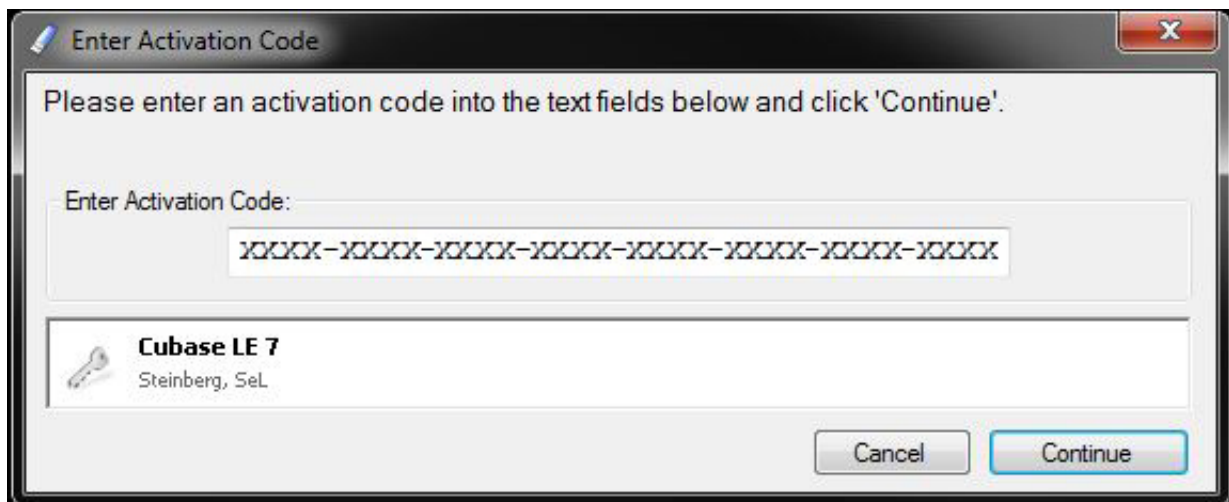 Enter Activation Code
Please enter an activation code into the text fields below and click 'Continue'.
Enter Activation Code:
XXXX-XXXX-XXXX-XXXX-XXXX-XXXX-XXXX-XXXX
Cubase LE 7
Steinberg, SeL
Cancel Continue